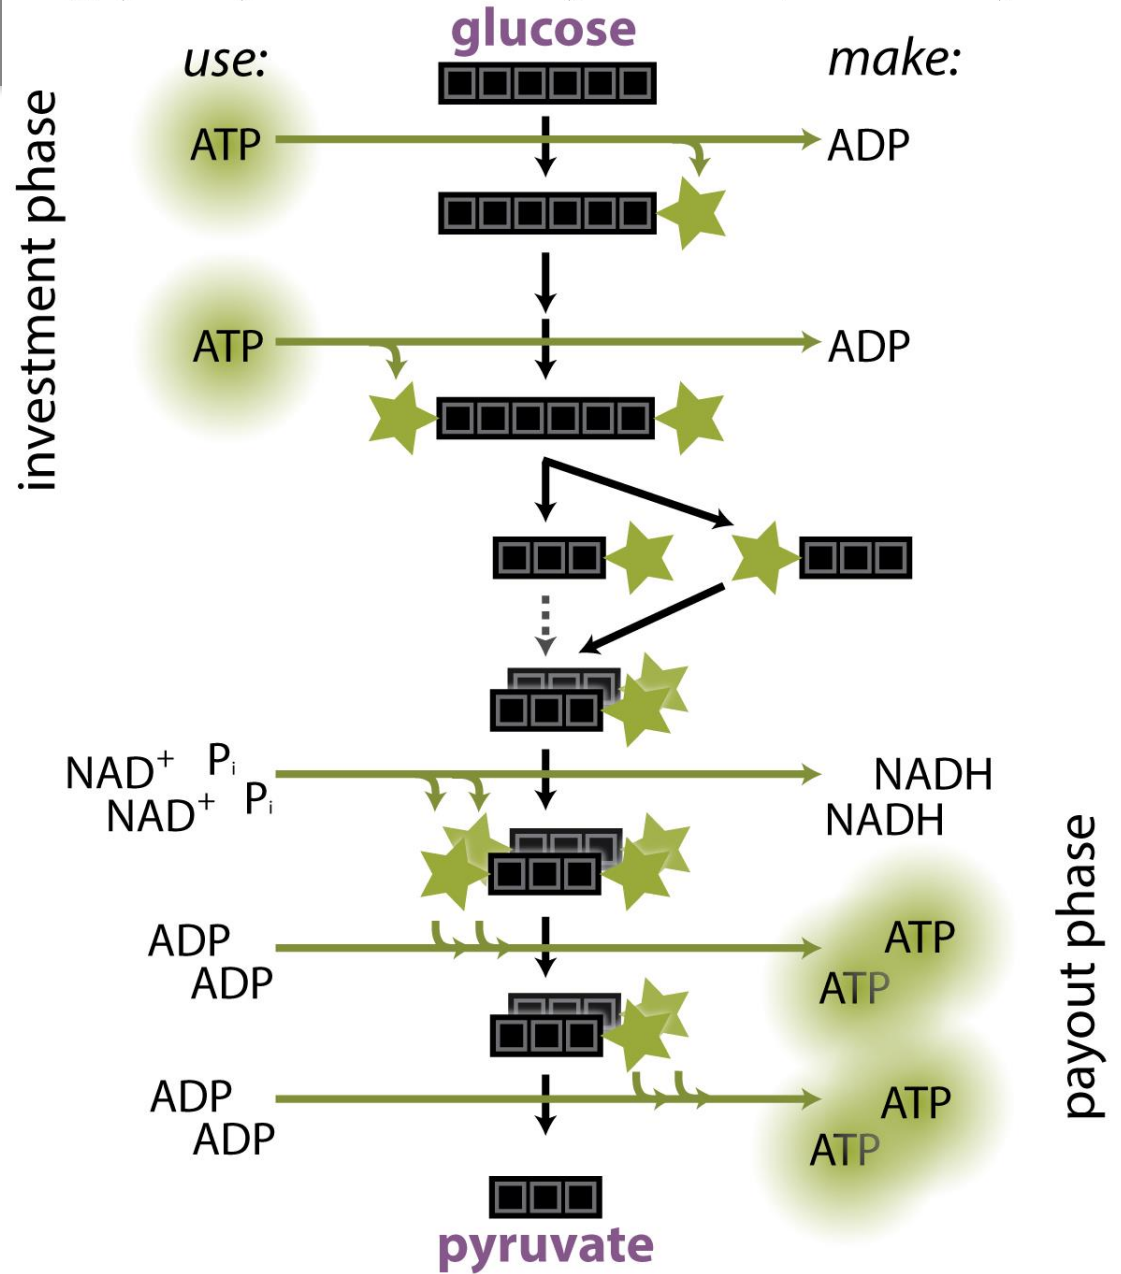 glucose
use:
make:
investment phase
ATP
ADP
ATP
ADP
NAD⁺ Pᵢ
NAD⁺ Pᵢ
NADH
NADH
payout phase
ADP
ADP
ATP
ATP
ADP
ADP
ATP
ATP
pyruvate